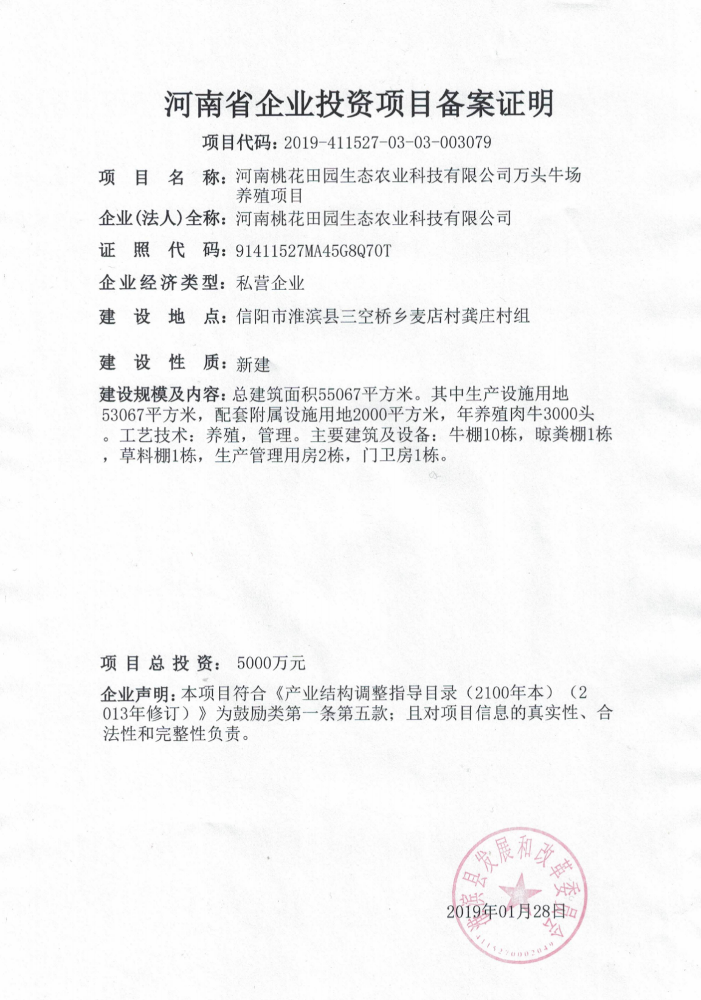 河南省企业投资项目备案证明
项目代码：2019-411527-03-03-003079
项目名称：河南桃花田园生态农业科技有限公司万头牛场
养殖项目
企业(法人)全称：河南桃花田园生态农业科技有限公司
证照代码：91411527MA45G8Q70T
企业经济类型：私营企业
建设地点：信阳市淮滨县三空桥乡麦店村龚庄村组
建设性质：新建
建设规模及内容：总建筑面积55067平方米。其中生产设施用地
53067平方米，配套附属设施用地2000平方米，年养殖肉牛3000头
。工艺技术：养殖，管理。主要建筑及设备：牛棚10栋，晾粪棚1栋
，草料棚1栋，生产管理用房2栋，门卫房1栋。
项目总投资：5000万元
企业声明：本项目符合《产业结构调整指导目录（2100年本）（2
013年修订）》为鼓励类第一条第五款；且对项目信息的真实性、合
法性和完整性负责。
淮滨县发展和改革委员会
2019年01月28日
4115270002049